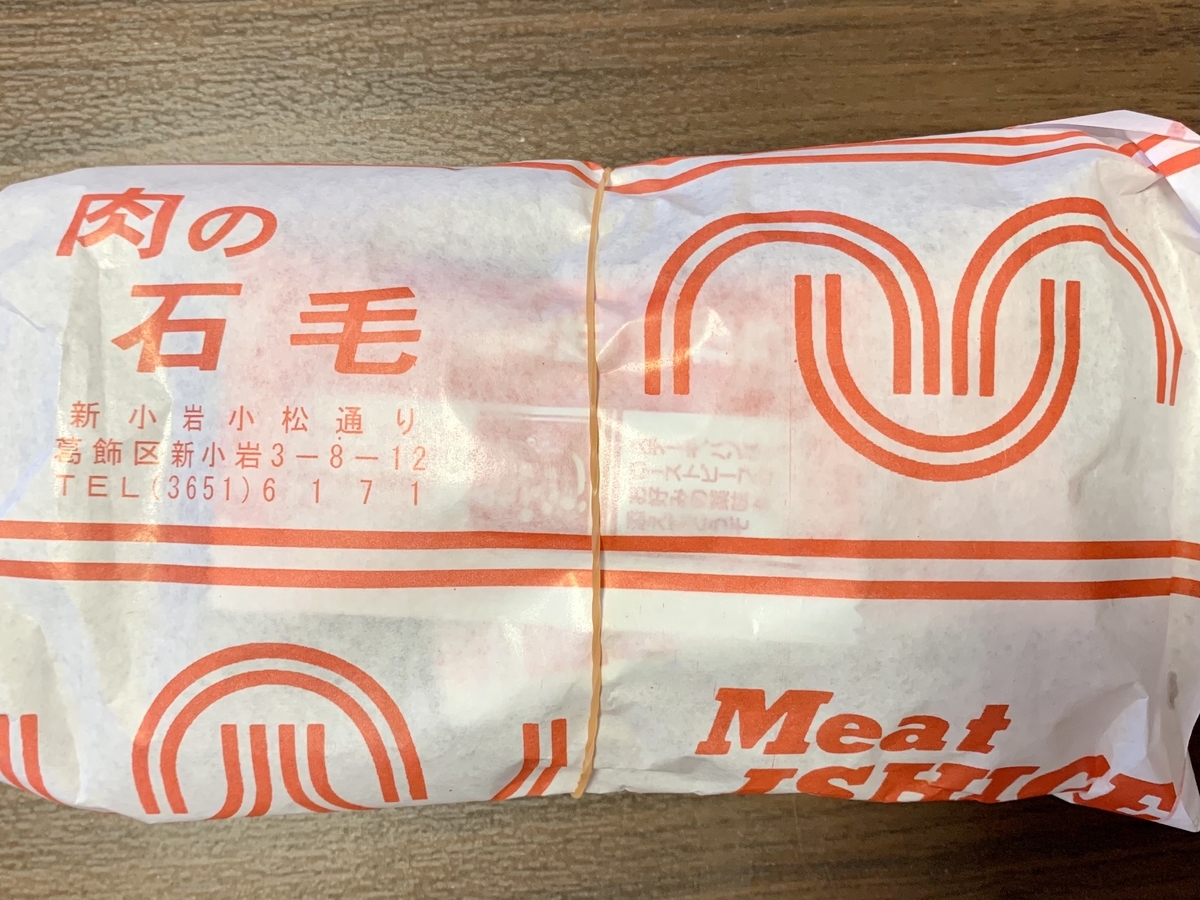 肉の
石毛
新小岩小松通り
葛飾区新小岩3-8-12
TEL(3651)6171
Meat
ISHIGE